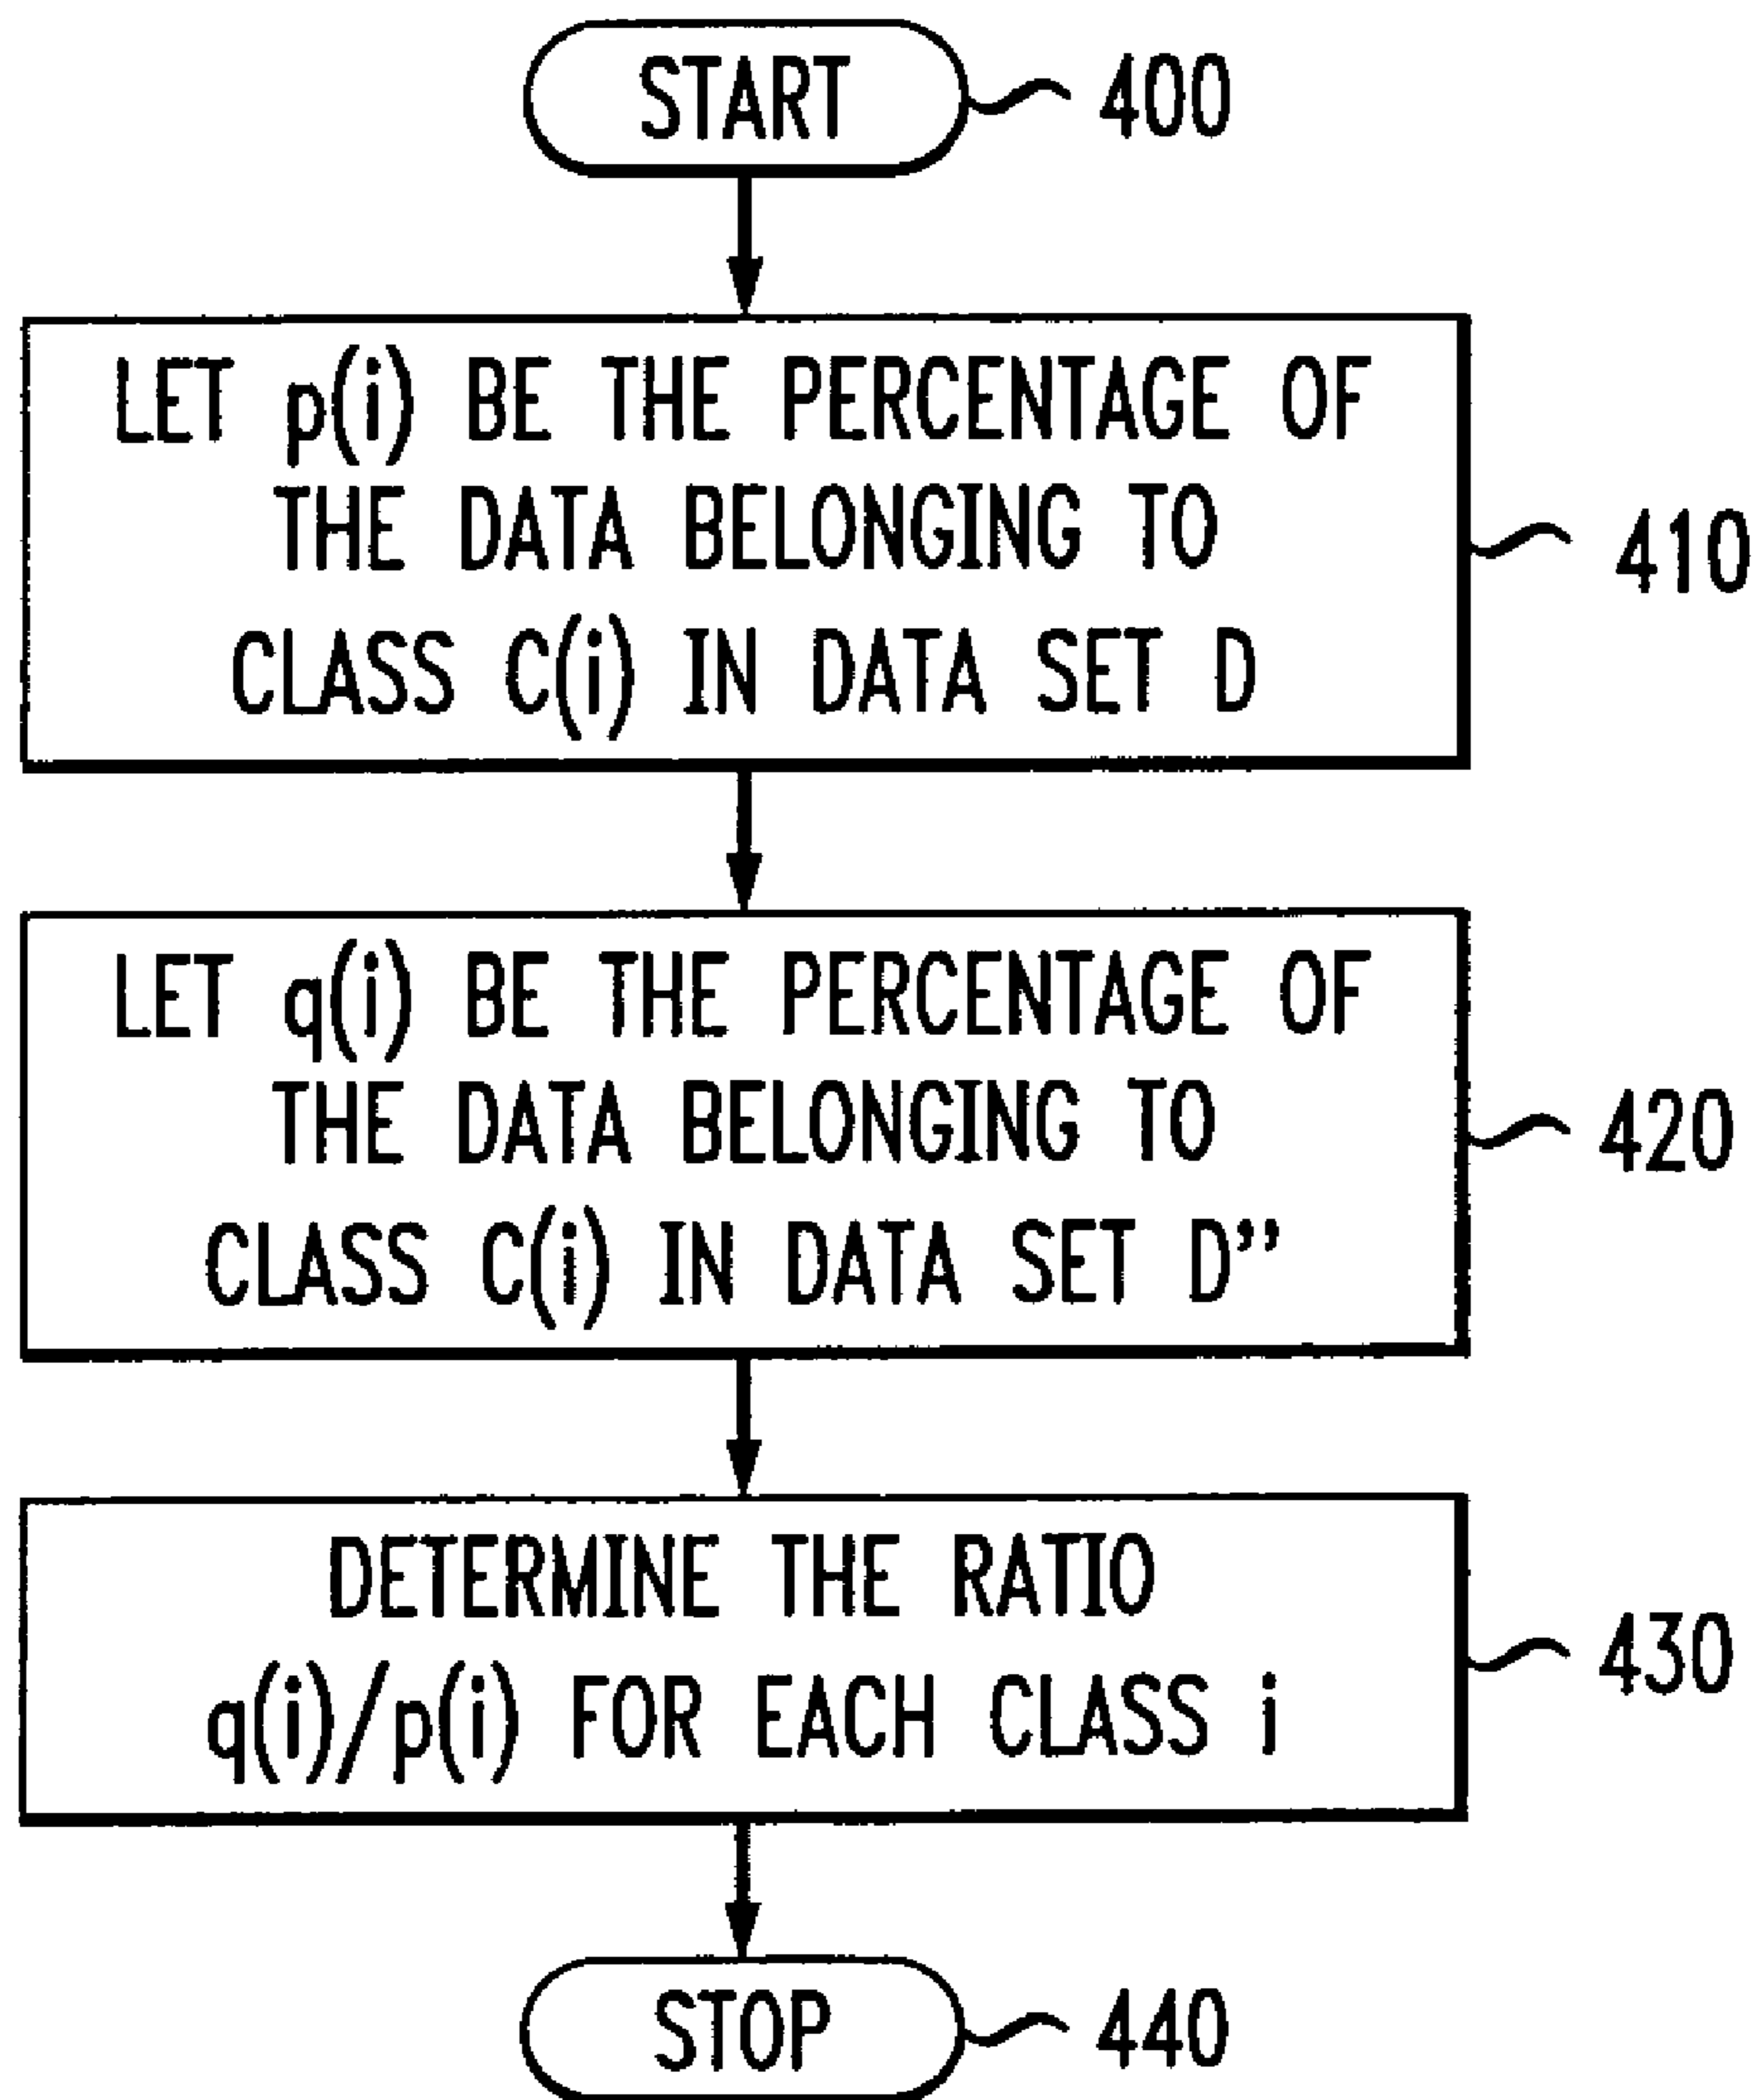 START
400
LET p(i) BE THE PERCENTAGE OF
THE DATA BELONGING TO
CLASS C(i) IN DATA SET D
410
LET q(i) BE THE PERCENTAGE OF
THE DATA BELONGING TO
CLASS C(i) IN DATA SET D”
420
DETERMINE THE RATIO
q(i)/p(i) FOR EACH CLASS i
430
STOP
440